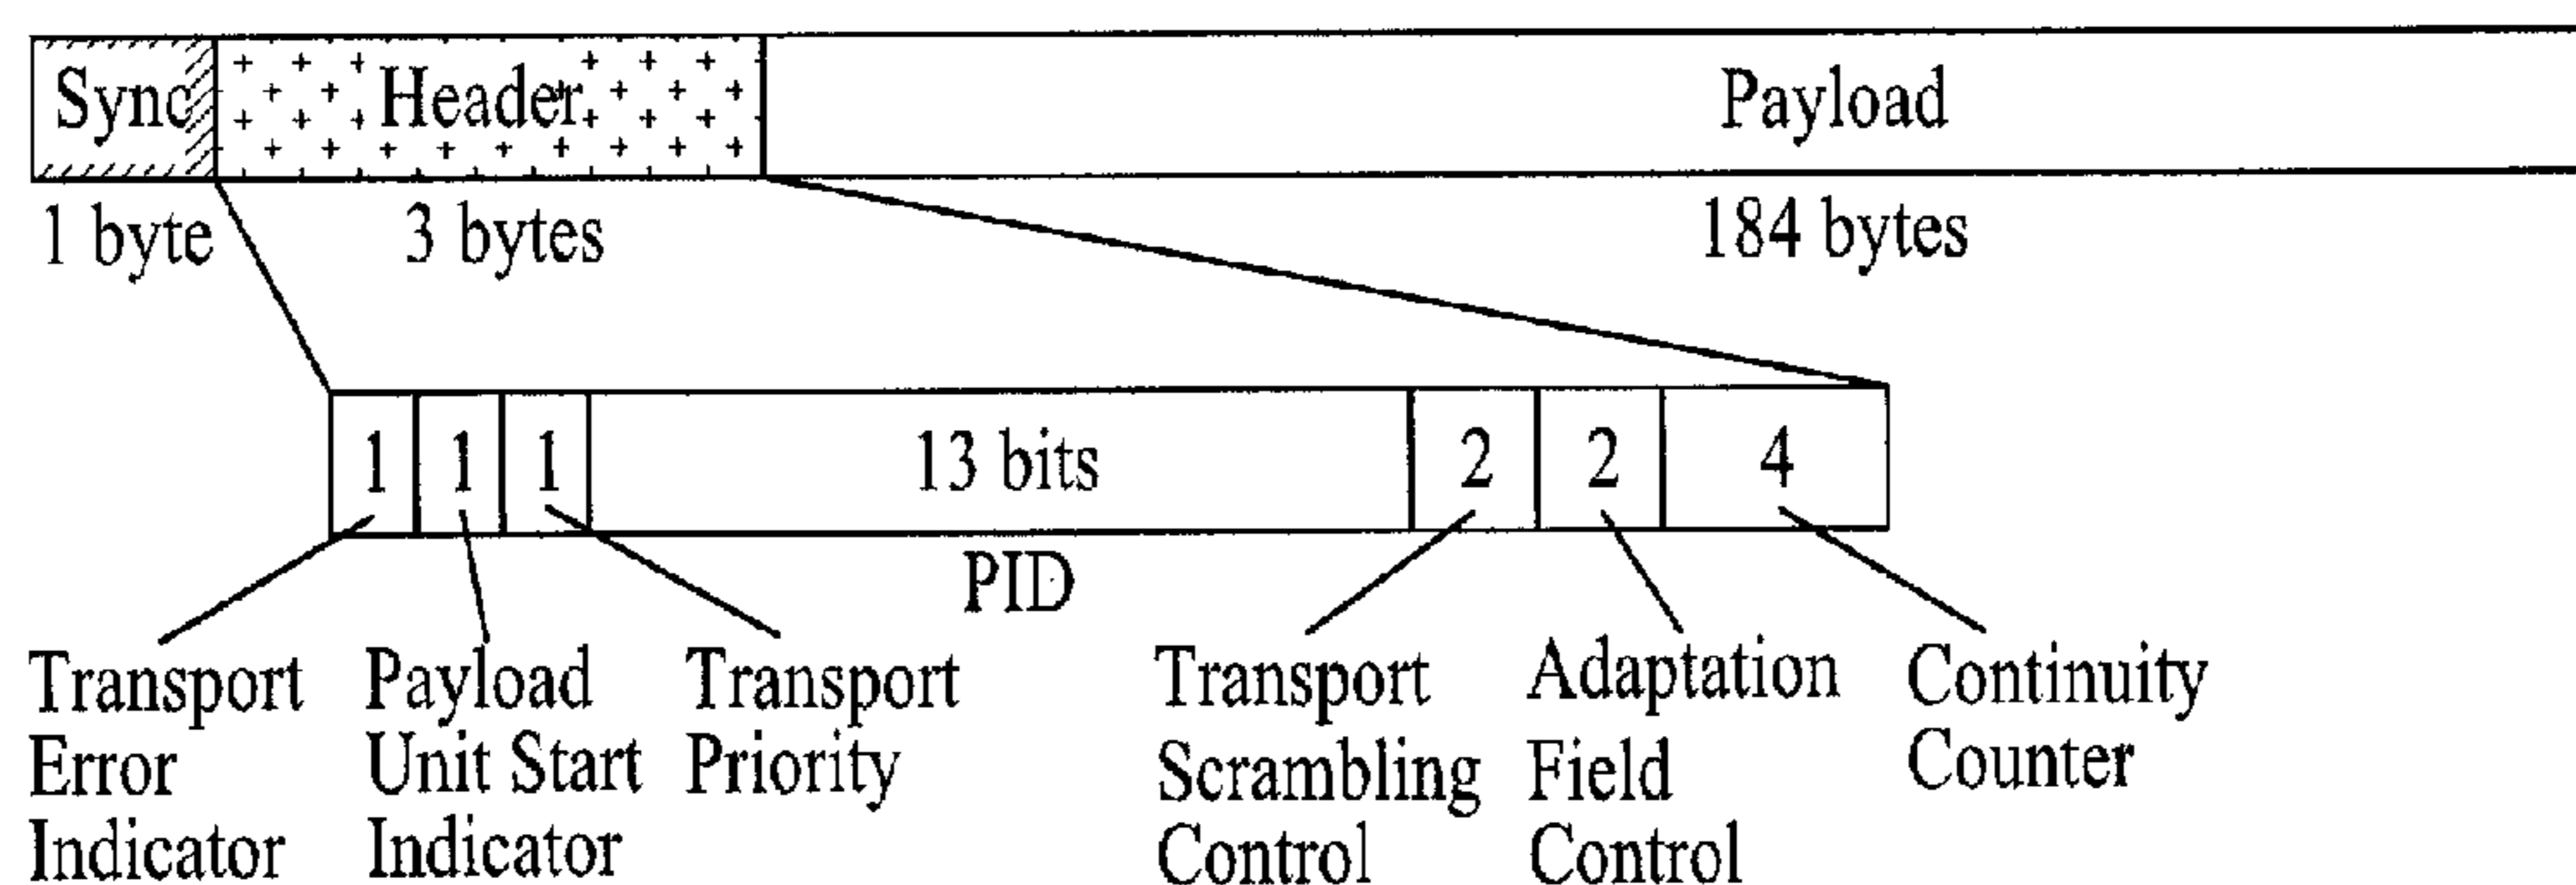 Sync Header Payload
1 byte 3 bytes 184 bytes
1 1 1 13 bits 2 2 4
PID
Transport
Error
Indicator
Payload
Unit Start
Indicator
Transport
Priority
Transport
Scrambling
Control
Adaptation
Field
Control
Continuity
Counter